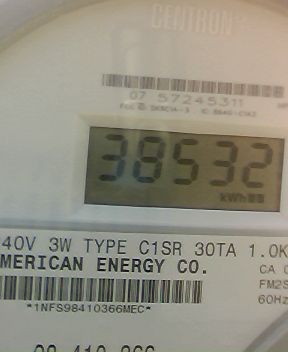 CENTRON
07 57245311
38532
kWh
40V 3W TYPE C1SR 30TA 1.0K
MERICAN ENERGY CO.
CA 0
FM2S
60Hz
*1NFS98410366MEC*